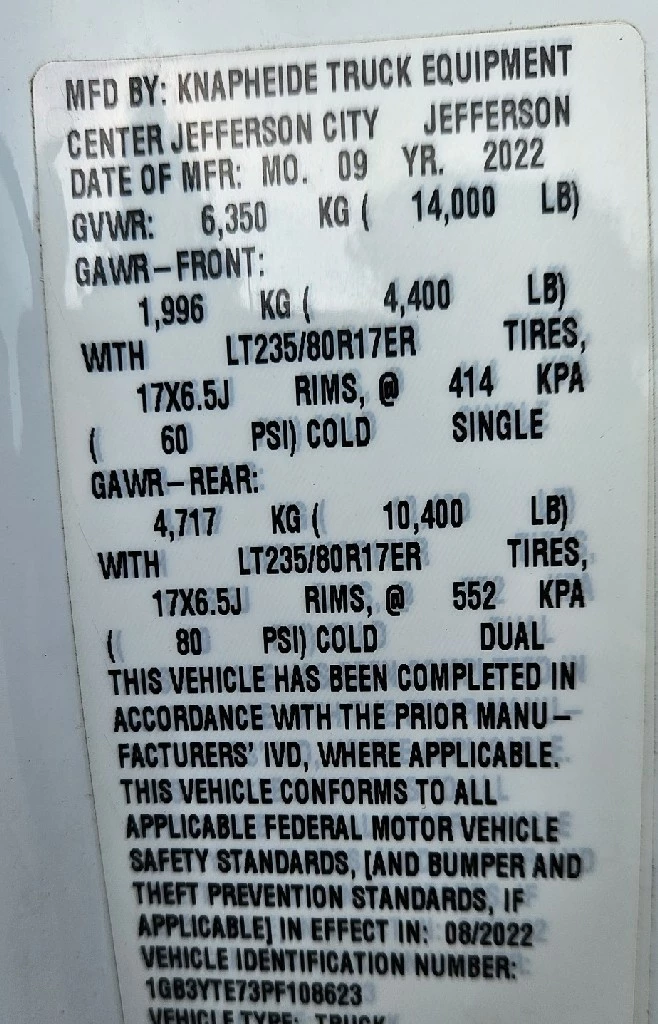 MFD BY: KNAPHEIDE TRUCK EQUIPMENT
CENTER JEFFERSON CITY JEFFERSON
DATE OF MFR: MO. 09 YR. 2022
GVWR: 6,350 KG ( 14,000 LB)
GAWR-FRONT:
1,996 KG ( 4,400 LB)
WITH LT235/80R17ER TIRES,
17X6.5J RIMS, @ 414 KPA
( 60 PSI) COLD SINGLE
GAWR-REAR:
4,717 KG ( 10,400 LB)
WITH LT235/80R17ER TIRES,
17X6.5J RIMS, @ 552 KPA
( 80 PSI) COLD DUAL
THIS VEHICLE HAS BEEN COMPLETED IN
ACCORDANCE WITH THE PRIOR MANU-
FACTURERS' IVD, WHERE APPLICABLE.
THIS VEHICLE CONFORMS TO ALL
APPLICABLE FEDERAL MOTOR VEHICLE
SAFETY STANDARDS, [AND BUMPER AND
THEFT PREVENTION STANDARDS, IF
APPLICABLE] IN EFFECT IN: 08/2022
VEHICLE IDENTIFICATION NUMBER:
1GB3YTE73PF108623
VEHICLE TYPE: TRUCK